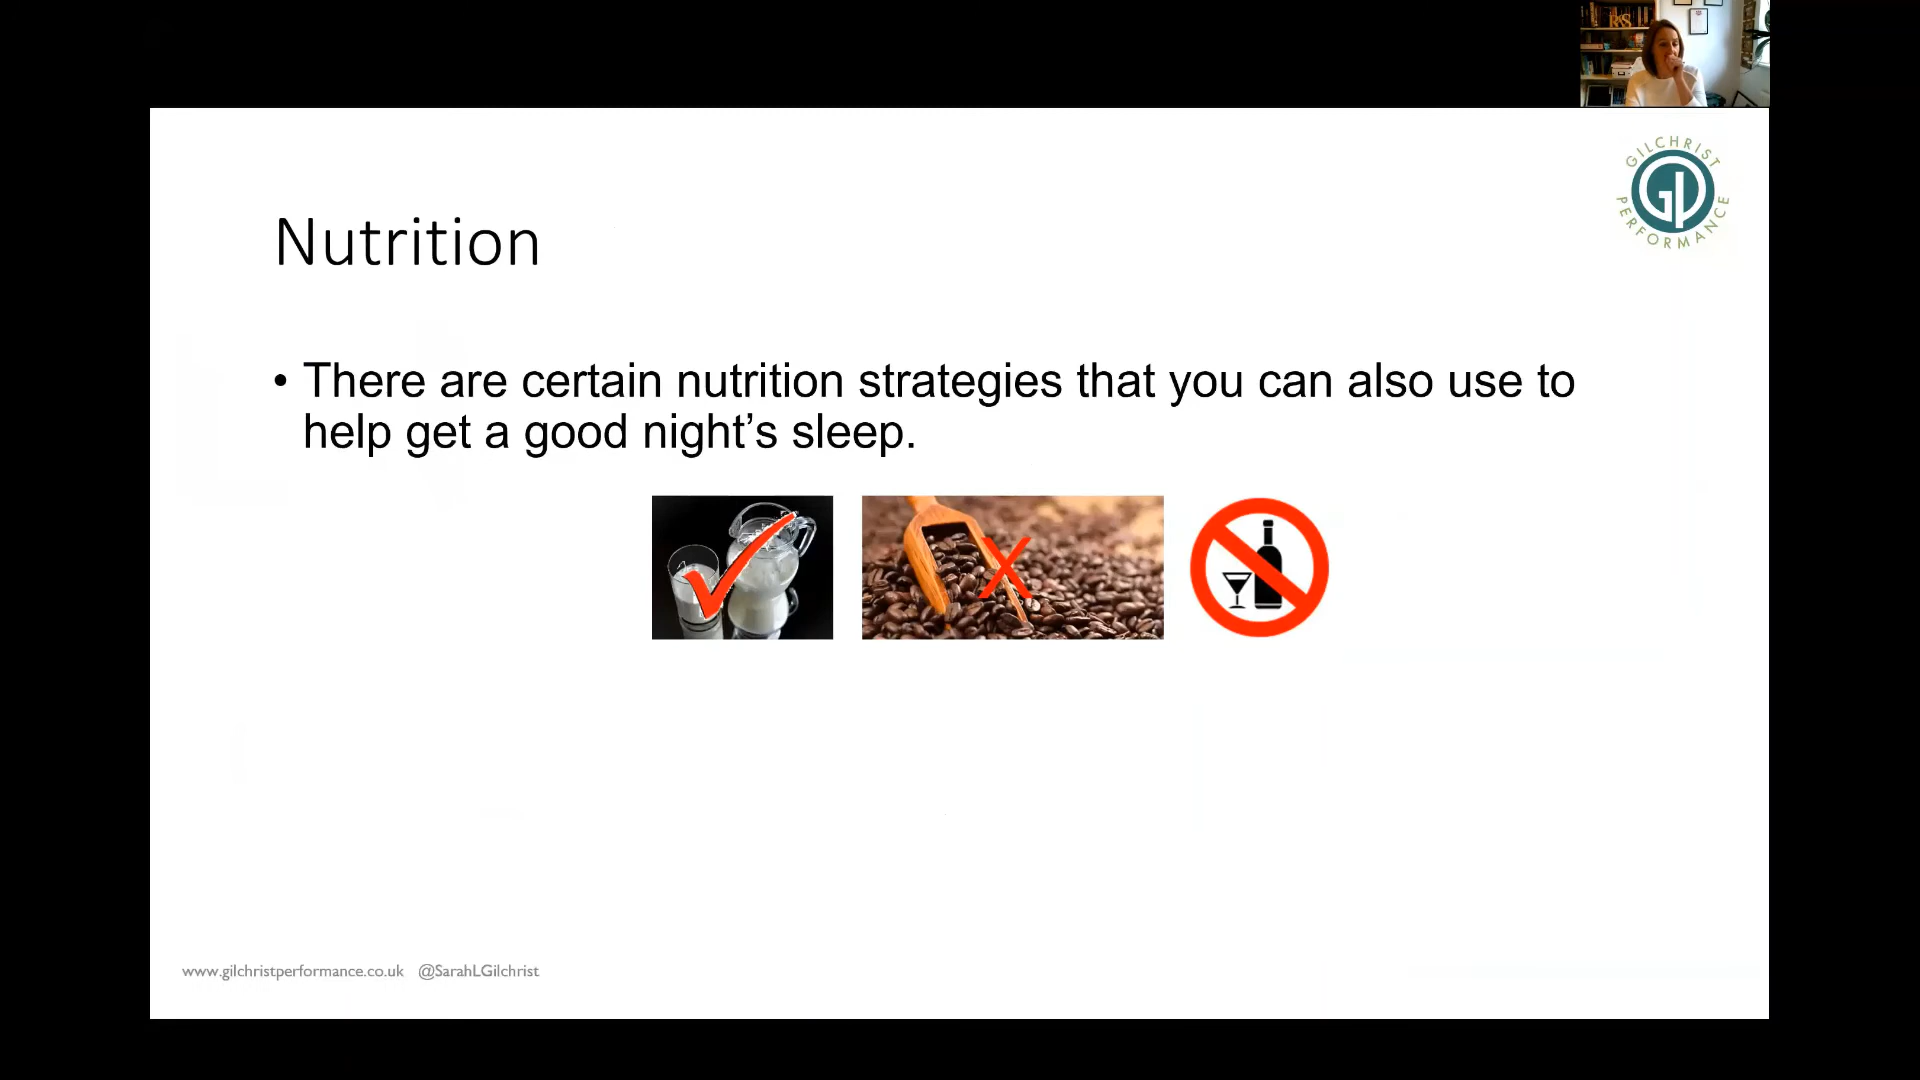 GILCHRIST
PERFORMANCE
Nutrition
• There are certain nutrition strategies that you can also use to
help get a good night’s sleep.
X
www.gilchristperformance.co.uk @SarahLGilchrist